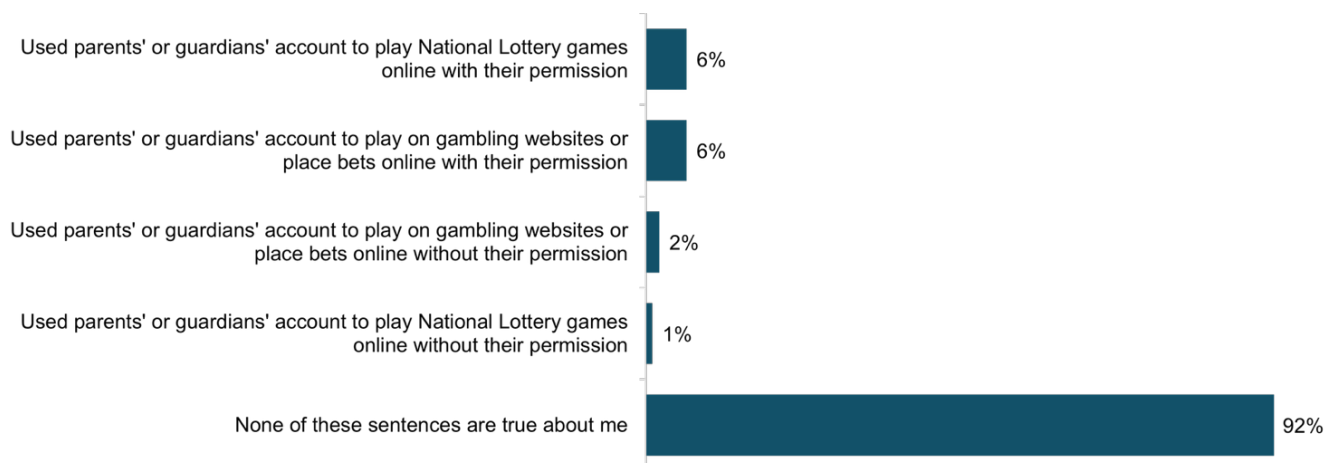 Used parents' or guardians' account to play National Lottery games
online with their permission
6%
Used parents' or guardians' account to play on gambling websites or
place bets online with their permission
6%
Used parents' or guardians' account to play on gambling websites or
place bets online without their permission
2%
Used parents' or guardians' account to play National Lottery games
online without their permission
1%
None of these sentences are true about me
92%